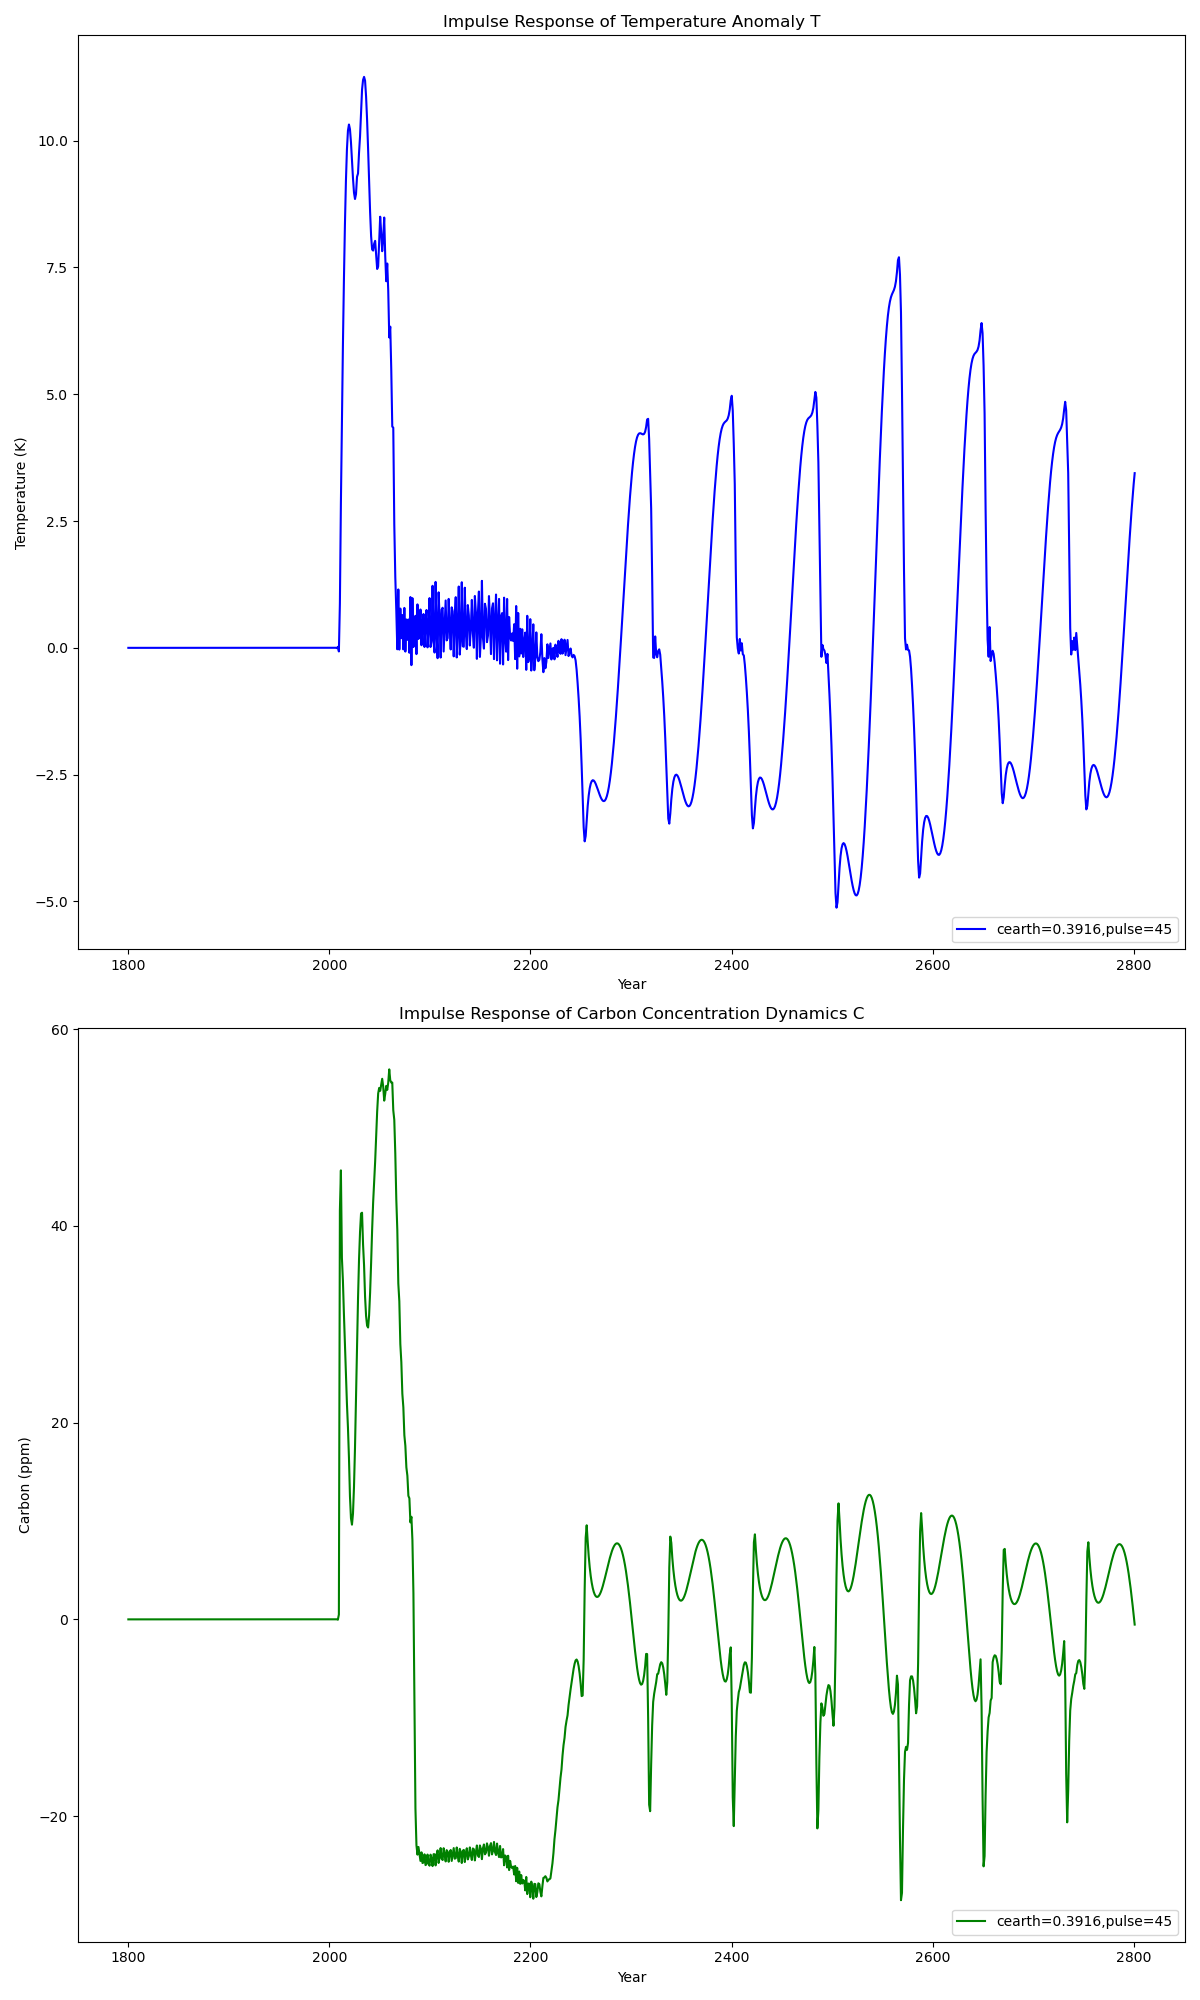 Impulse Response of Temperature Anomaly T
10.0
7.5
5.0
2.5
0.0
−2.5
−5.0
Temperature (K)
cearth=0.3916,pulse=45
1800 2000 2200 2400 2600 2800
Year
Impulse Response of Carbon Concentration Dynamics C
60
40
20
0
−20
Carbon (ppm)
cearth=0.3916,pulse=45
1800 2000 2200 2400 2600 2800
Year